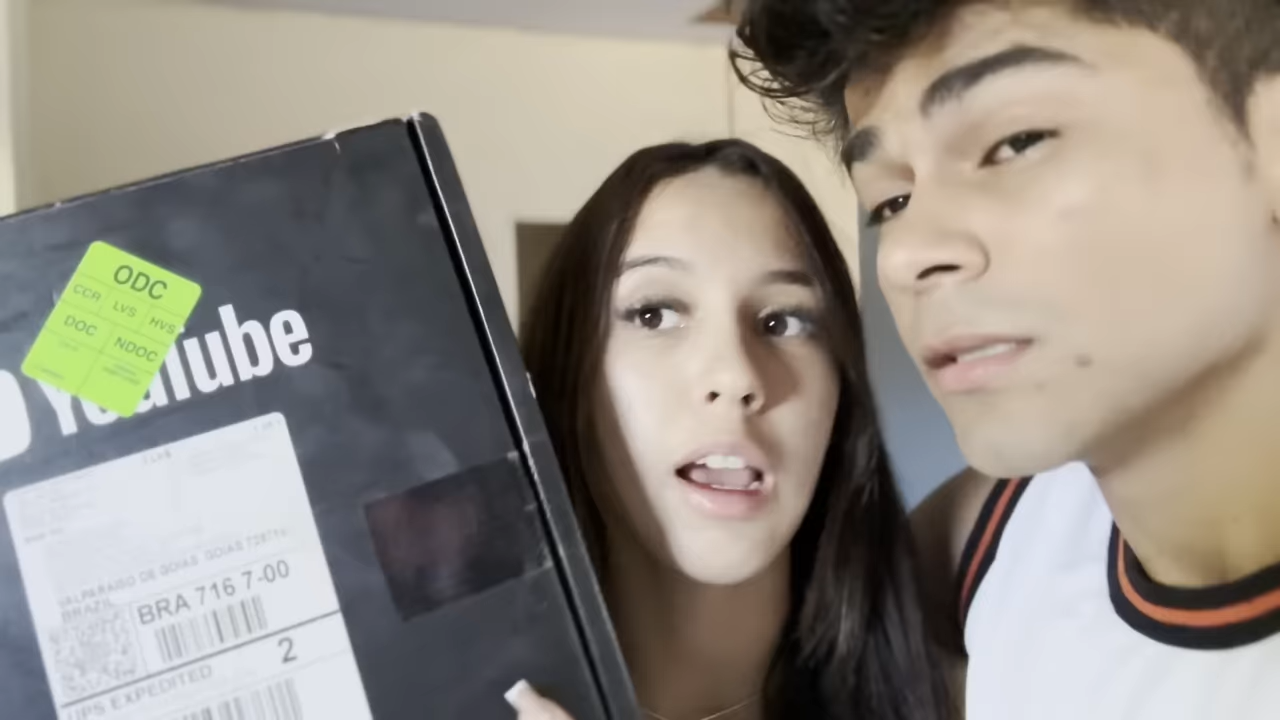 ODC
CCR LVS HVS
DOC NDOC
YouTube
VALPARAISO DE GOIAS GOIAS
BRAZIL
BRA 716 7-00
UPS EXPEDITED
2